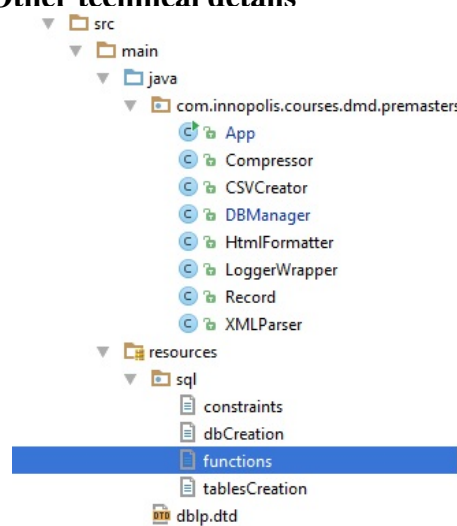 Other technical details
src
main
java
com.innopolis.courses.dmd.premasters
App
Compressor
CSVCreator
DBManager
HtmlFormatter
LoggerWrapper
Record
XMLParser
resources
sql
constraints
dbCreation
functions
tablesCreation
dblp.dtd